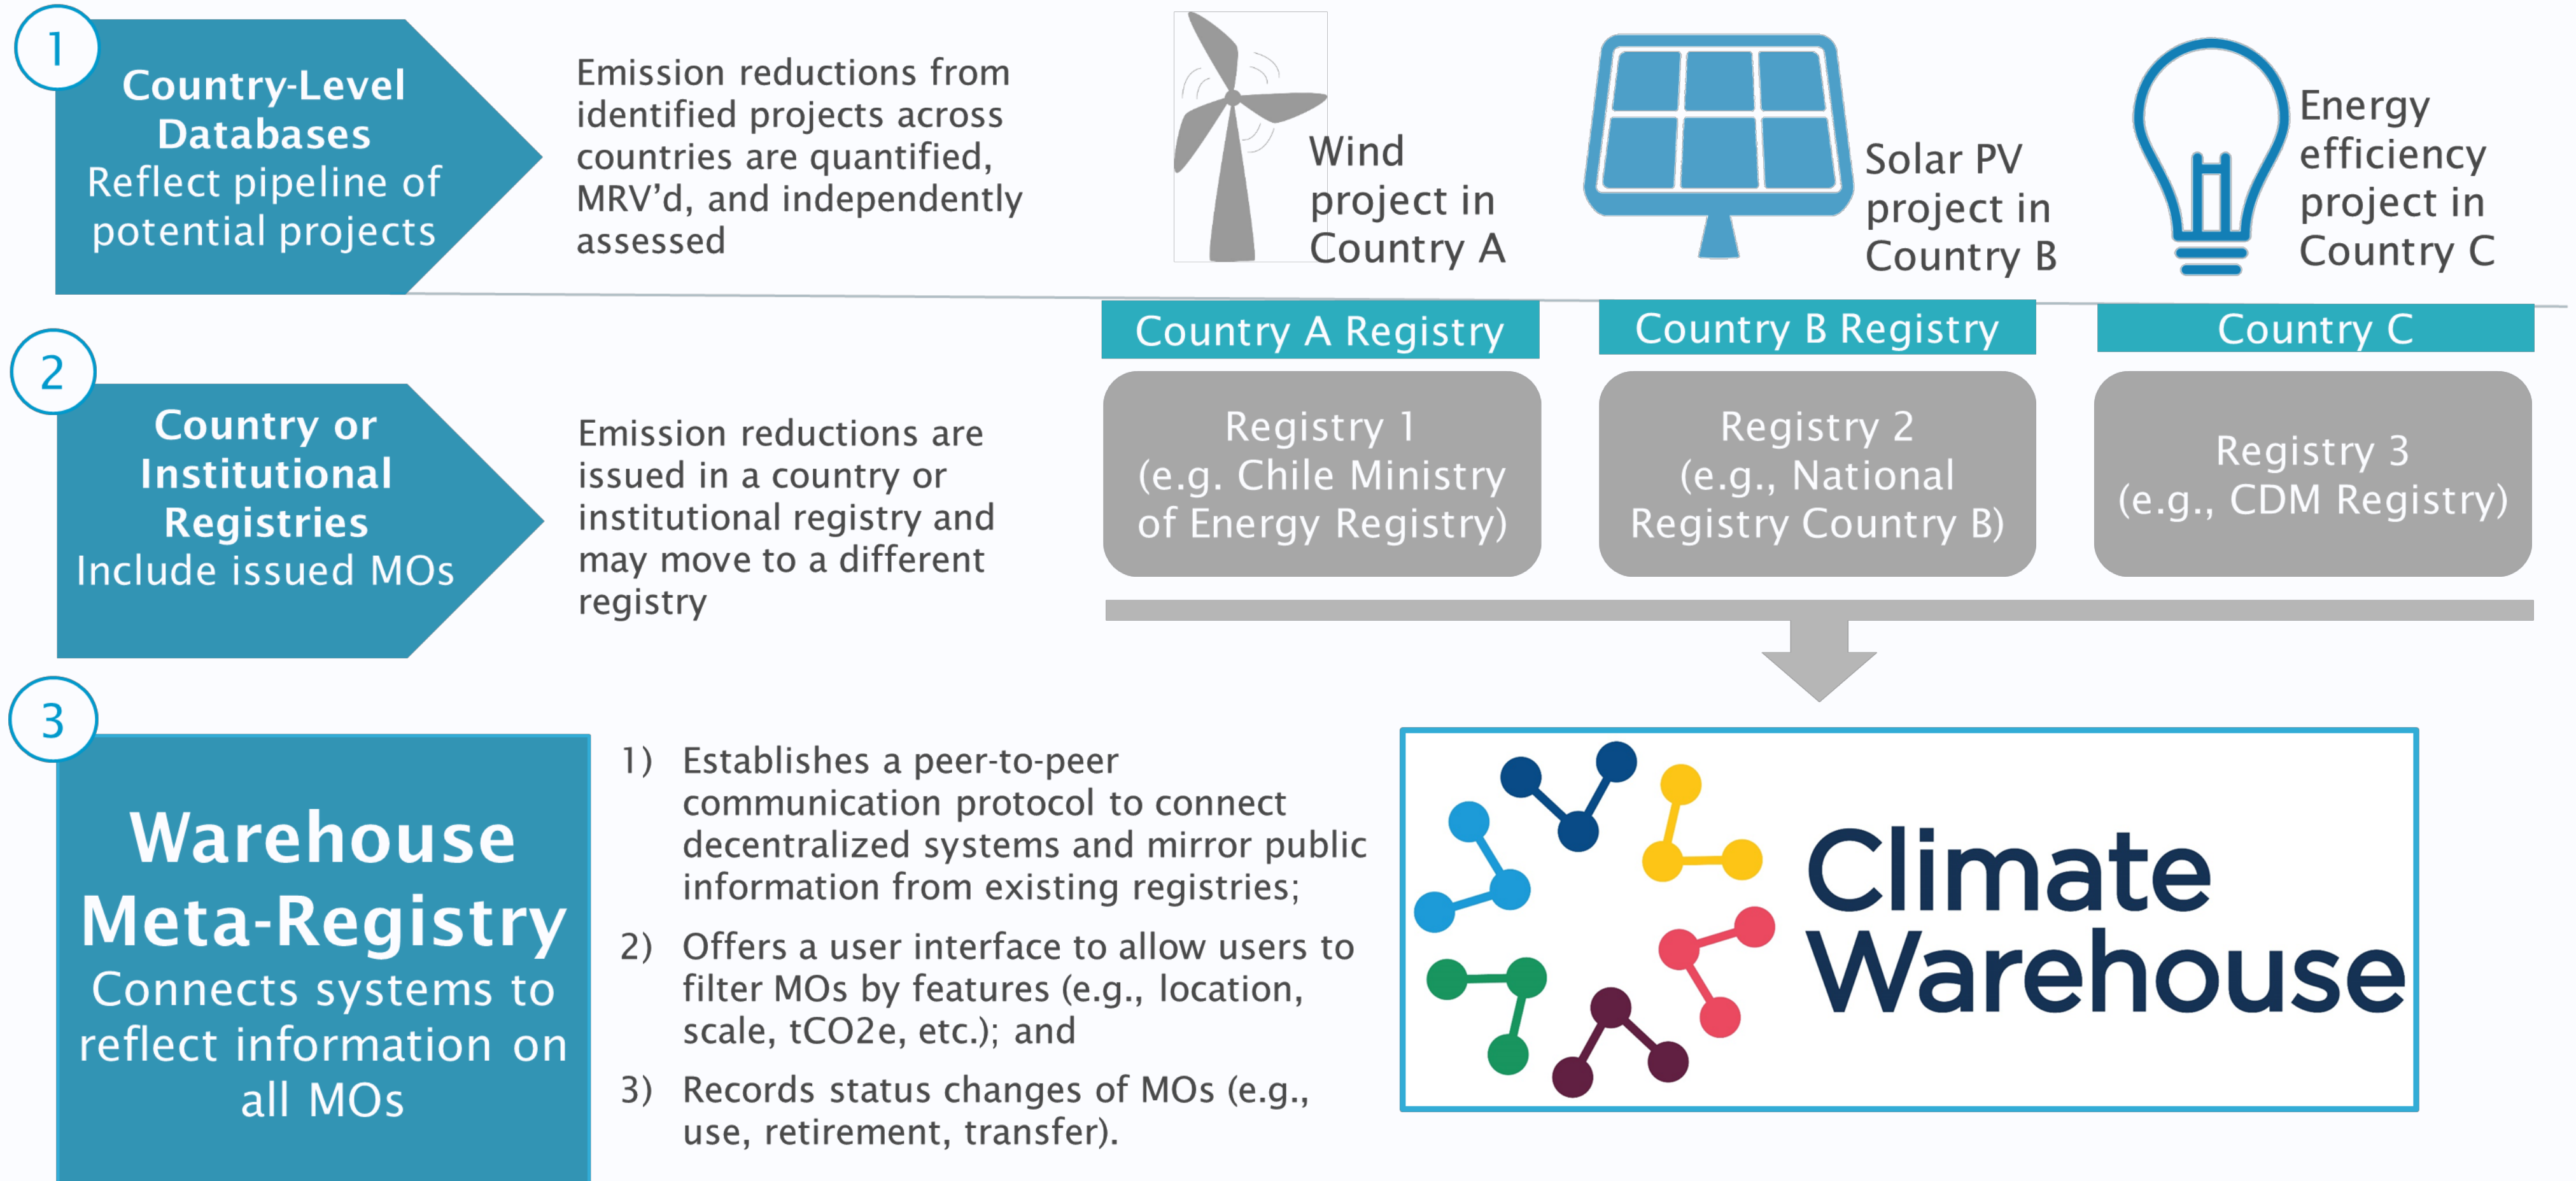 1
Country-Level
Databases
Reflect pipeline of
potential projects
Emission reductions from
identified projects across
countries are quantified,
MRV'd, and independently
assessed
Wind
project in
Country A
Solar PV
project in
Country B
Energy
efficiency
project in
Country C
2
Country or
Institutional
Registries
Include issued MOs
Emission reductions are
issued in a country or
institutional registry and
may move to a different
registry
Country A Registry
Registry 1
(e.g. Chile Ministry
of Energy Registry)
Country B Registry
Registry 2
(e.g., National
Registry Country B)
Country C
Registry 3
(e.g., CDM Registry)
3
Warehouse
Meta-Registry
Connects systems to
reflect information on
all MOs
1) Establishes a peer-to-peer
communication protocol to connect
decentralized systems and mirror public
information from existing registries;
2) Offers a user interface to allow users to
filter MOs by features (e.g., location,
scale, tCO2e, etc.); and
3) Records status changes of MOs (e.g.,
use, retirement, transfer).
Climate
Warehouse